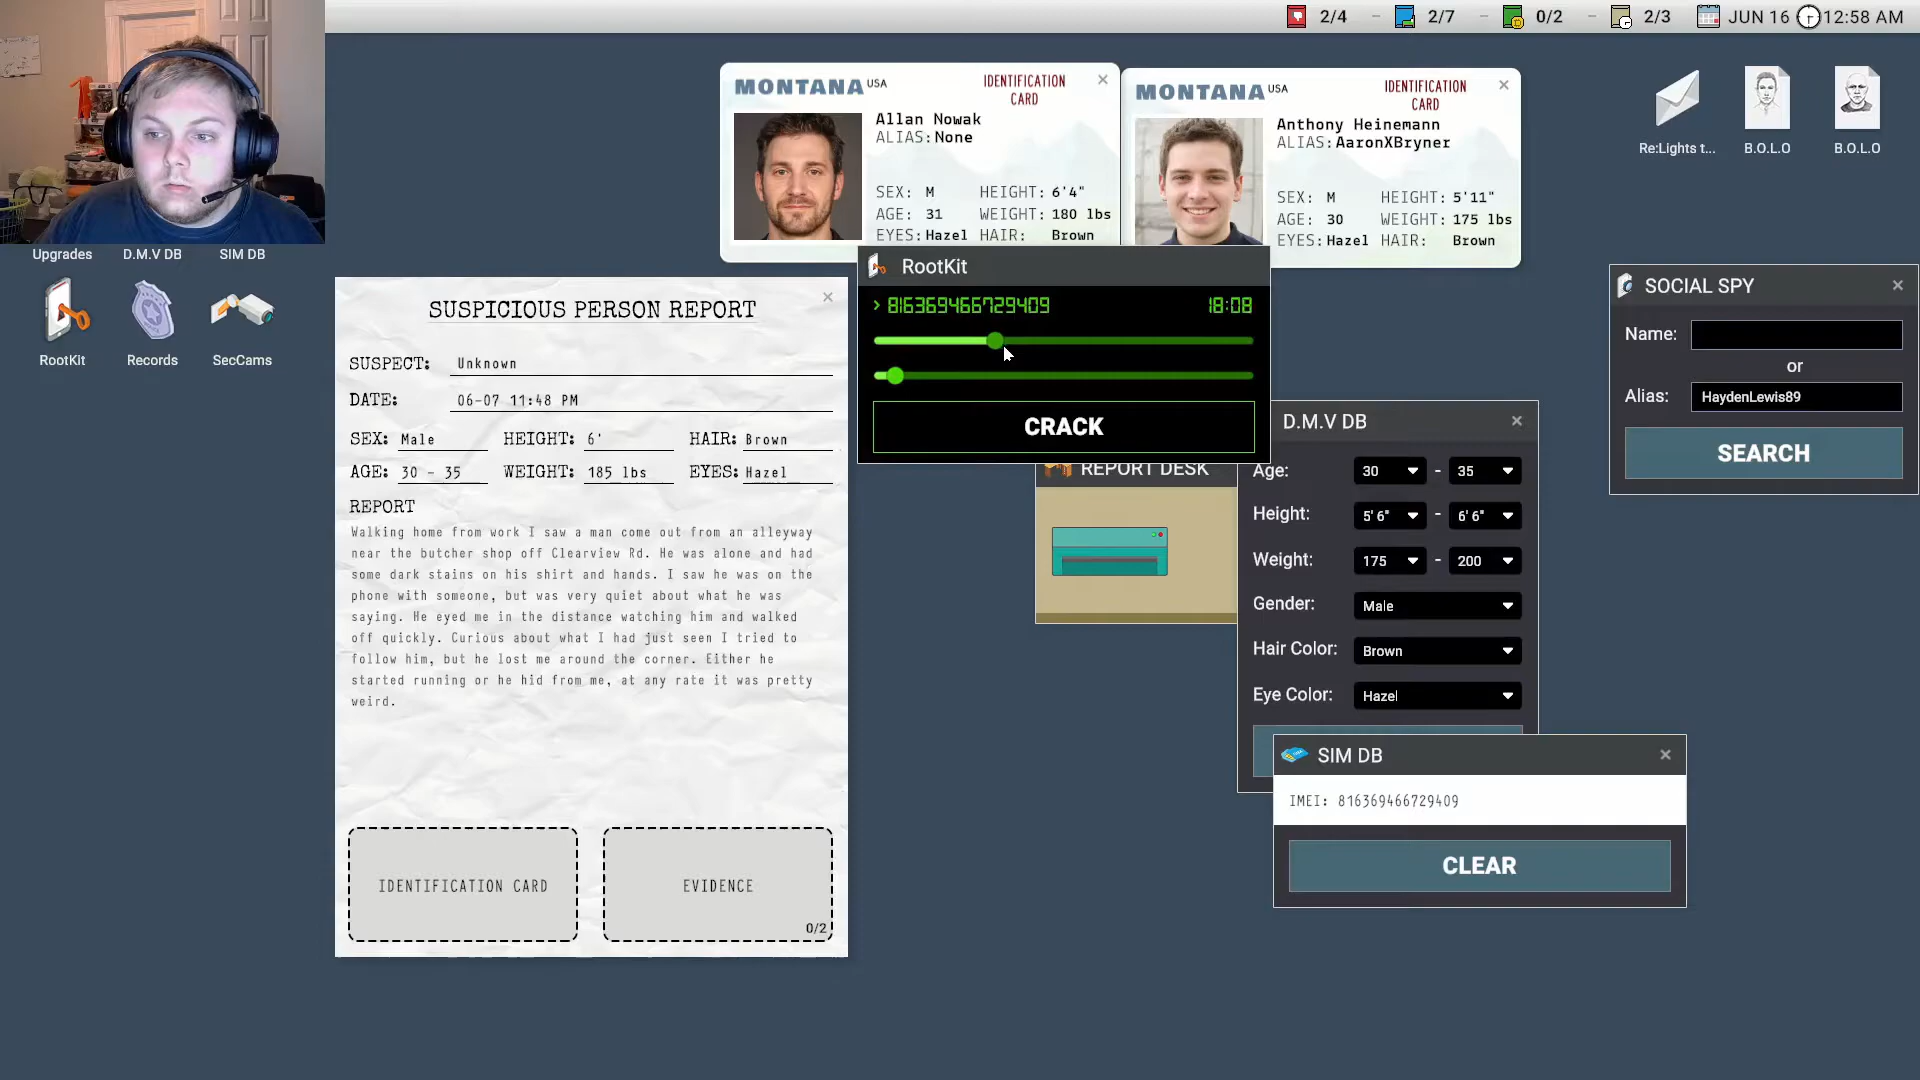 2/4
2/7
0/2
2/3
JUN 16
12:58 AM
MONTANA USA
IDENTIFICATION CARD
Allan Nowak
ALIAS: None
SEX: M HEIGHT: 6'4"
AGE: 31 WEIGHT: 180 lbs
EYES: Hazel HAIR: Brown
MONTANA USA
IDENTIFICATION CARD
Anthony Heinemann
ALIAS: AaronXBryner
SEX: M HEIGHT: 5'11"
AGE: 30 WEIGHT: 175 lbs
EYES: Hazel HAIR: Brown
Re:Lights t...
B.O.L.O
B.O.L.O
Upgrades
D.M.V DB
SIM DB
RootKit
Records
SecCams
SUSPICIOUS PERSON REPORT
SUSPECT: Unknown
DATE: 06-07 11:48 PM
SEX: Male HEIGHT: 6' HAIR: Brown
AGE: 30 - 35 WEIGHT: 185 lbs EYES: Hazel
REPORT
Walking home from work I saw a man come out from an alleyway
near the butcher shop off Clearview Rd. He was alone and had
some dark stains on his shirt and hands. I saw he was on the
phone with someone, but was very quiet about what he was
saying. He eyed me in the distance watching him and walked
off quickly. Curious about what I had just seen I tried to
follow him, but he lost me around the corner. Either he
started running or he hid from me, at any rate it was pretty
weird.
IDENTIFICATION CARD
EVIDENCE
0/2
RootKit
> 816369466729409 18:08
CRACK
REPORT DESK
D.M.V DB
Age: 30 - 35
Height: 5' 6" - 6' 6"
Weight: 175 - 200
Gender: Male
Hair Color: Brown
Eye Color: Hazel
SIM DB
IMEI: 816369466729409
CLEAR
SOCIAL SPY
Name:
or
Alias: HaydenLewis89
SEARCH